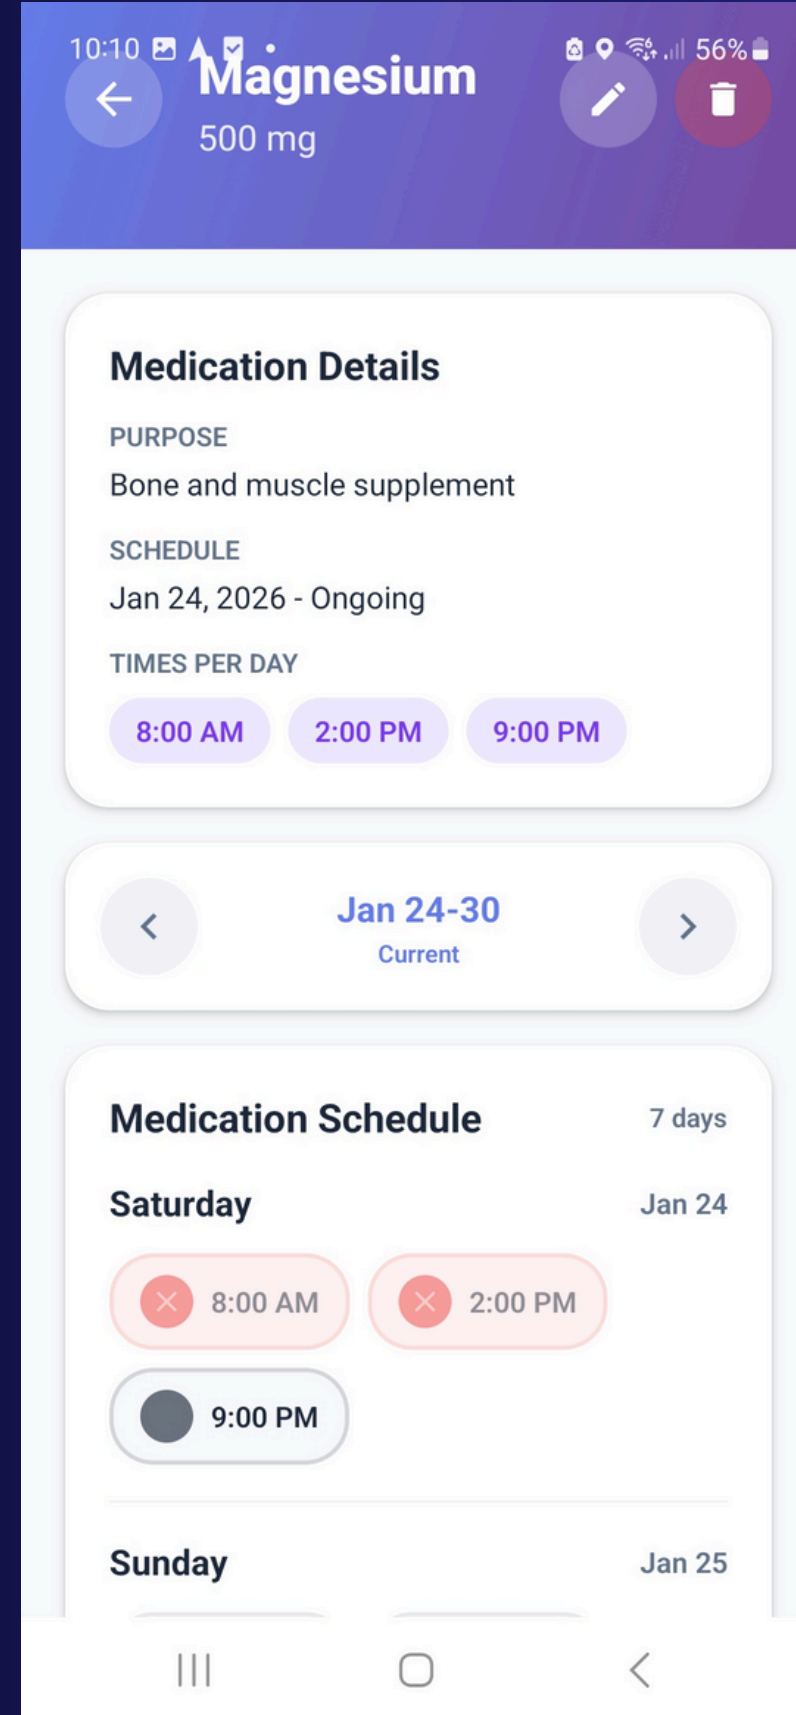 10:10 56%
Magnesium
500 mg
Medication Details
PURPOSE
Bone and muscle supplement
SCHEDULE
Jan 24, 2026 - Ongoing
TIMES PER DAY
8:00 AM 2:00 PM 9:00 PM
Jan 24-30
Current
Medication Schedule 7 days
Saturday Jan 24
8:00 AM 2:00 PM
9:00 PM
Sunday Jan 25